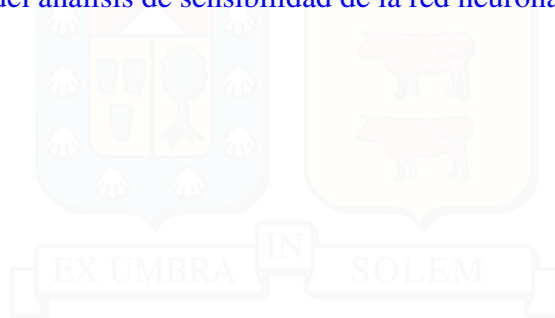 del análisis de sensibilidad de la red neurona
EX UMBRA IN SOLEM